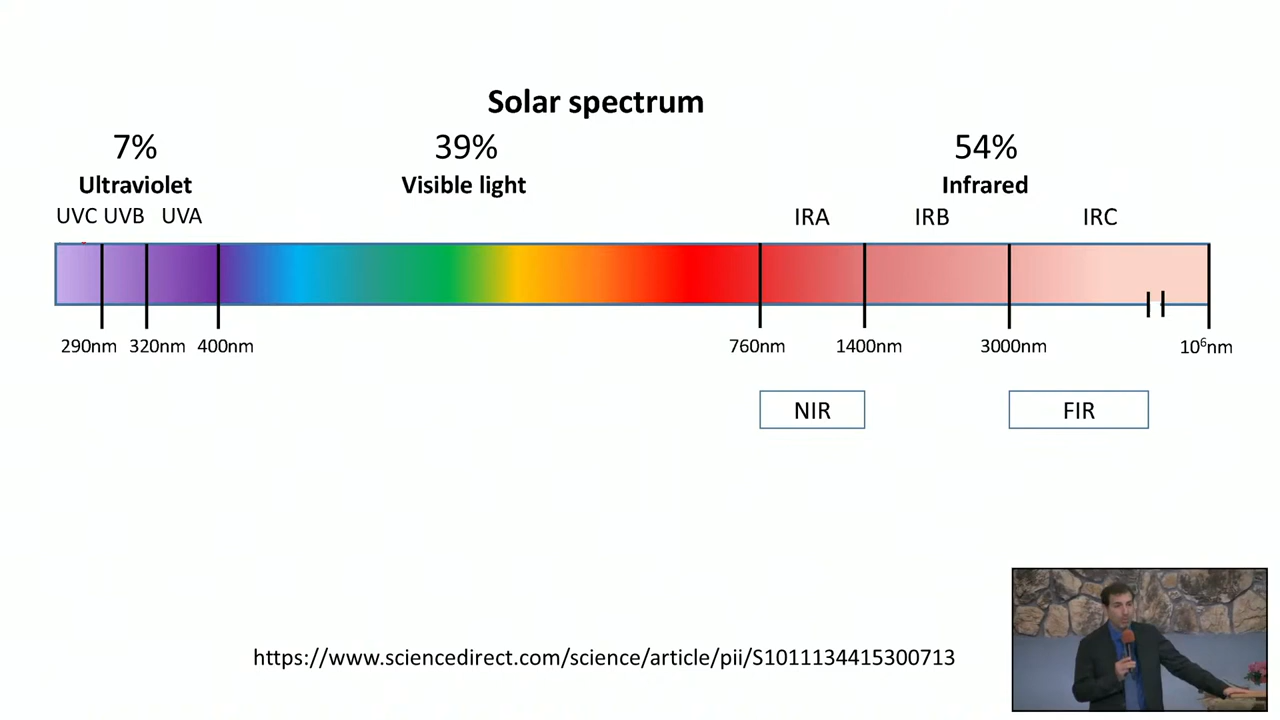 Solar spectrum
7% 39% 54%
Ultraviolet Visible light Infrared
UVC UVB UVA IRA IRB IRC
290nm 320nm 400nm 760nm 1400nm 3000nm 10⁶nm
NIR FIR
https://www.sciencedirect.com/science/article/pii/S1011134415300713